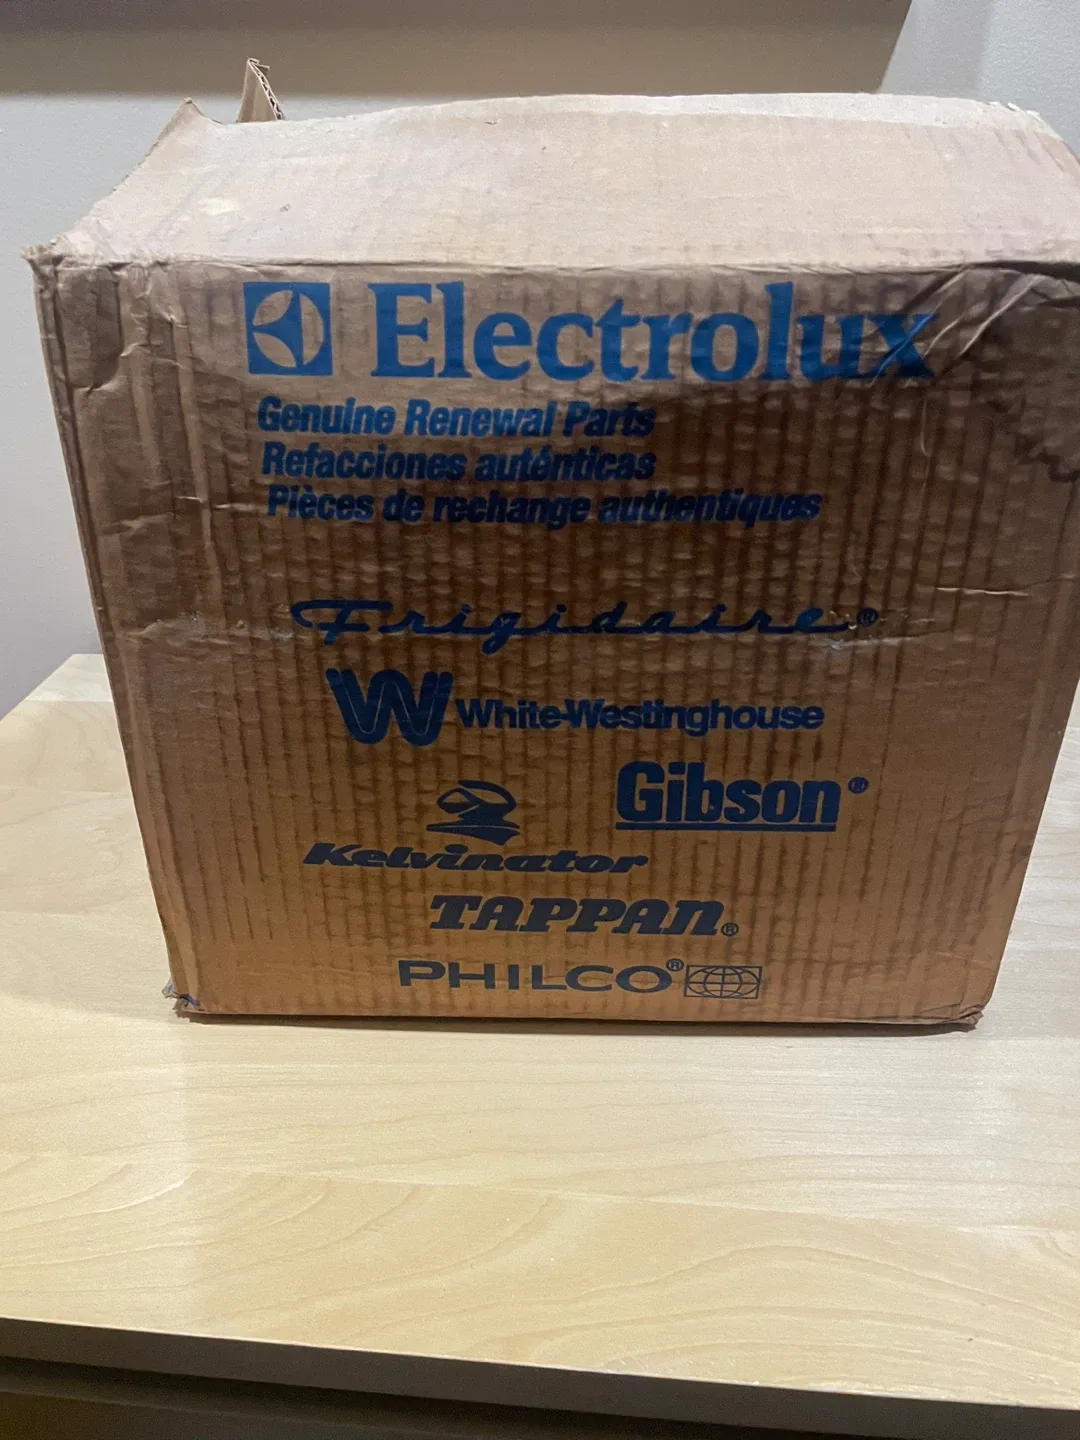 Electrolux
Genuine Renewal Parts
Refacciones auténticas
Pièces de rechange authentiques
Frigidaire®
W White-Westinghouse
Gibson®
Kelvinator
TAPPAN®
PHILCO®